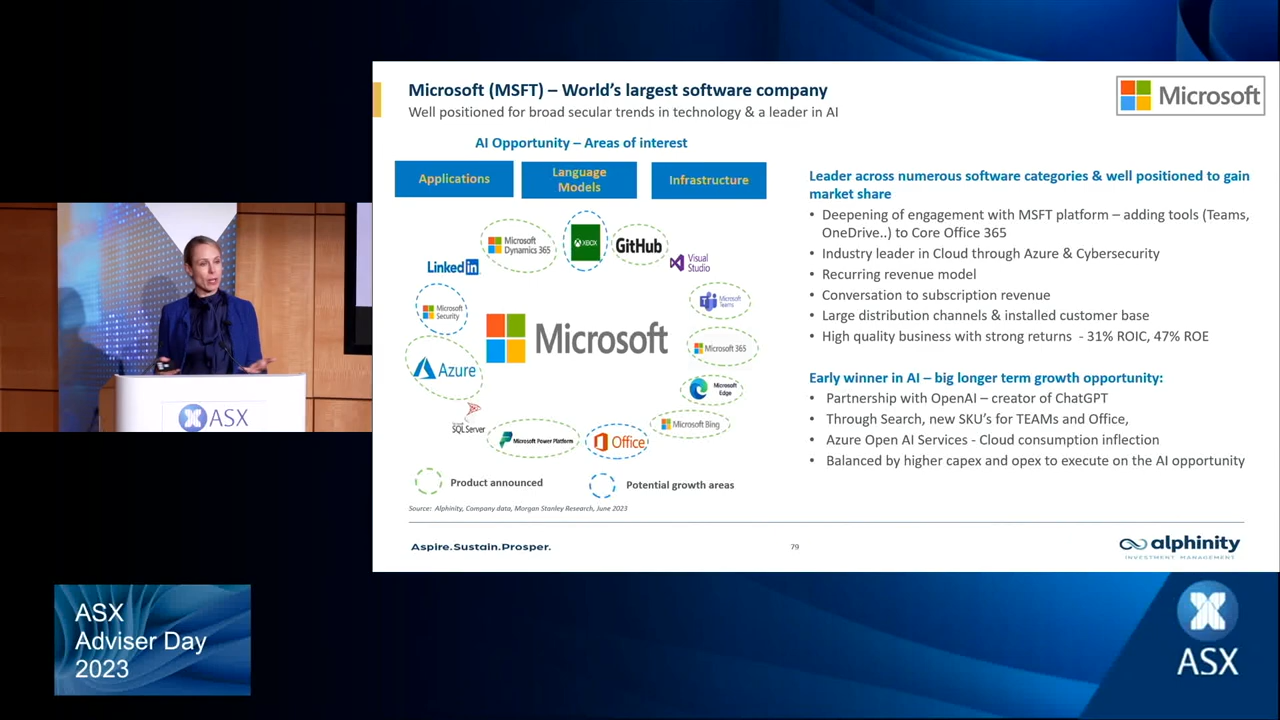 Microsoft (MSFT) – World's largest software company
Well positioned for broad secular trends in technology & a leader in AI
Microsoft
AI Opportunity – Areas of interest
Applications
Language
Models
Infrastructure
Microsoft
Dynamics 365
XBOX
GitHub
Visual
Studio
LinkedIn
Microsoft
Teams
Microsoft
Security
Microsoft
Microsoft 365
Azure
Microsoft
Edge
SQL Server
Microsoft Bing
Microsoft Power Platform
Office
Product announced
Potential growth areas
Source: Alphinity, Company data, Morgan Stanley Research, June 2023
Leader across numerous software categories & well positioned to gain
market share
• Deepening of engagement with MSFT platform – adding tools (Teams,
OneDrive..) to Core Office 365
• Industry leader in Cloud through Azure & Cybersecurity
• Recurring revenue model
• Conversation to subscription revenue
• Large distribution channels & installed customer base
• High quality business with strong returns - 31% ROIC, 47% ROE
Early winner in AI – big longer term growth opportunity:
• Partnership with OpenAI – creator of ChatGPT
• Through Search, new SKU's for TEAMs and Office,
• Azure Open AI Services - Cloud consumption inflection
• Balanced by higher capex and opex to execute on the AI opportunity
Aspire.Sustain.Prosper.
79
alphinity
INVESTMENT MANAGEMENT
ASX
ASX
Adviser Day
2023
ASX